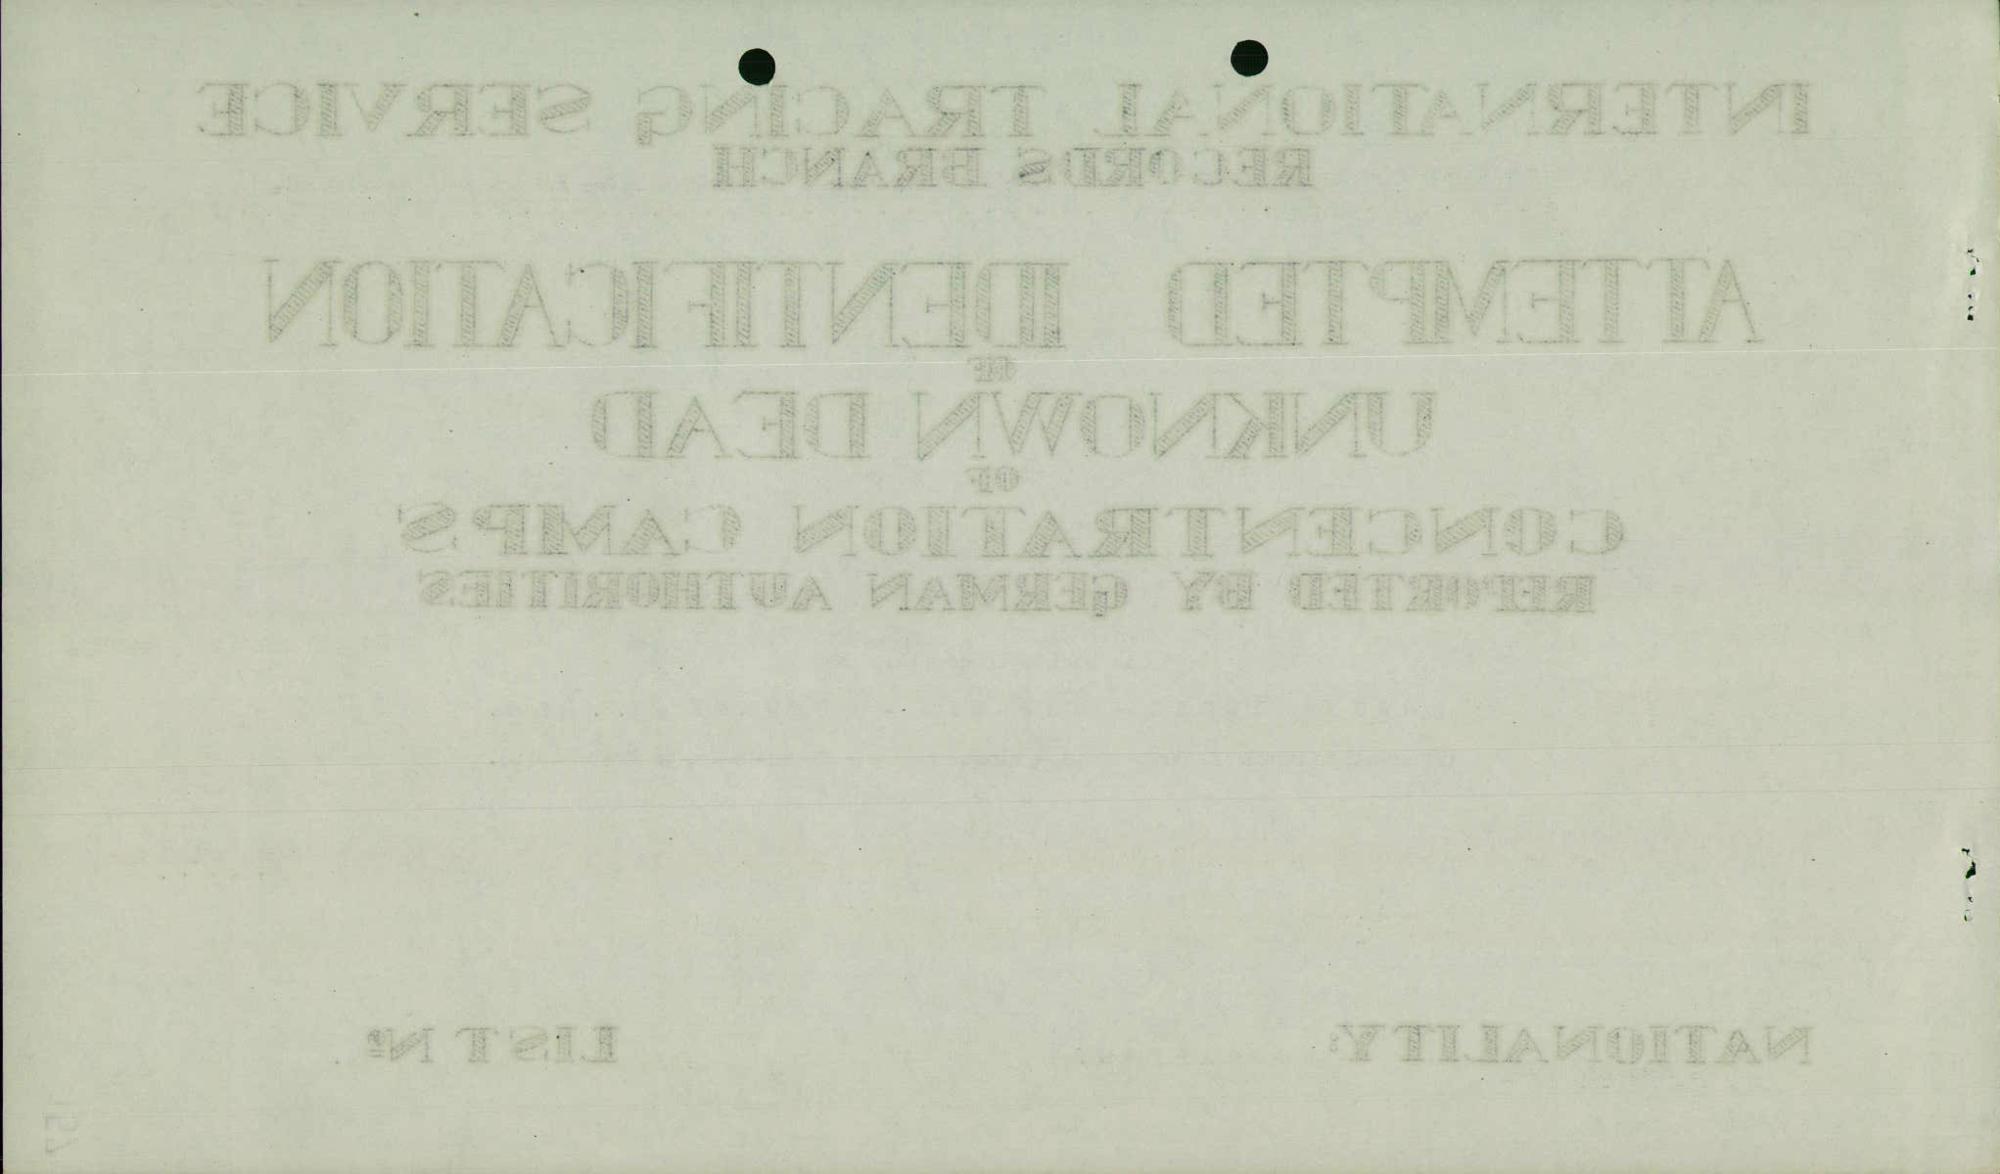 INTERNATIONAL TRACING SERVICE
RECORDS BRANCH
ATTEMPTED IDENTIFICATION
OF
UNKNOWN DEAD
OF
CONCENTRATION CAMPS
REPORTED BY GERMAN AUTHORITIES
NATIONALITY: LIST Nº